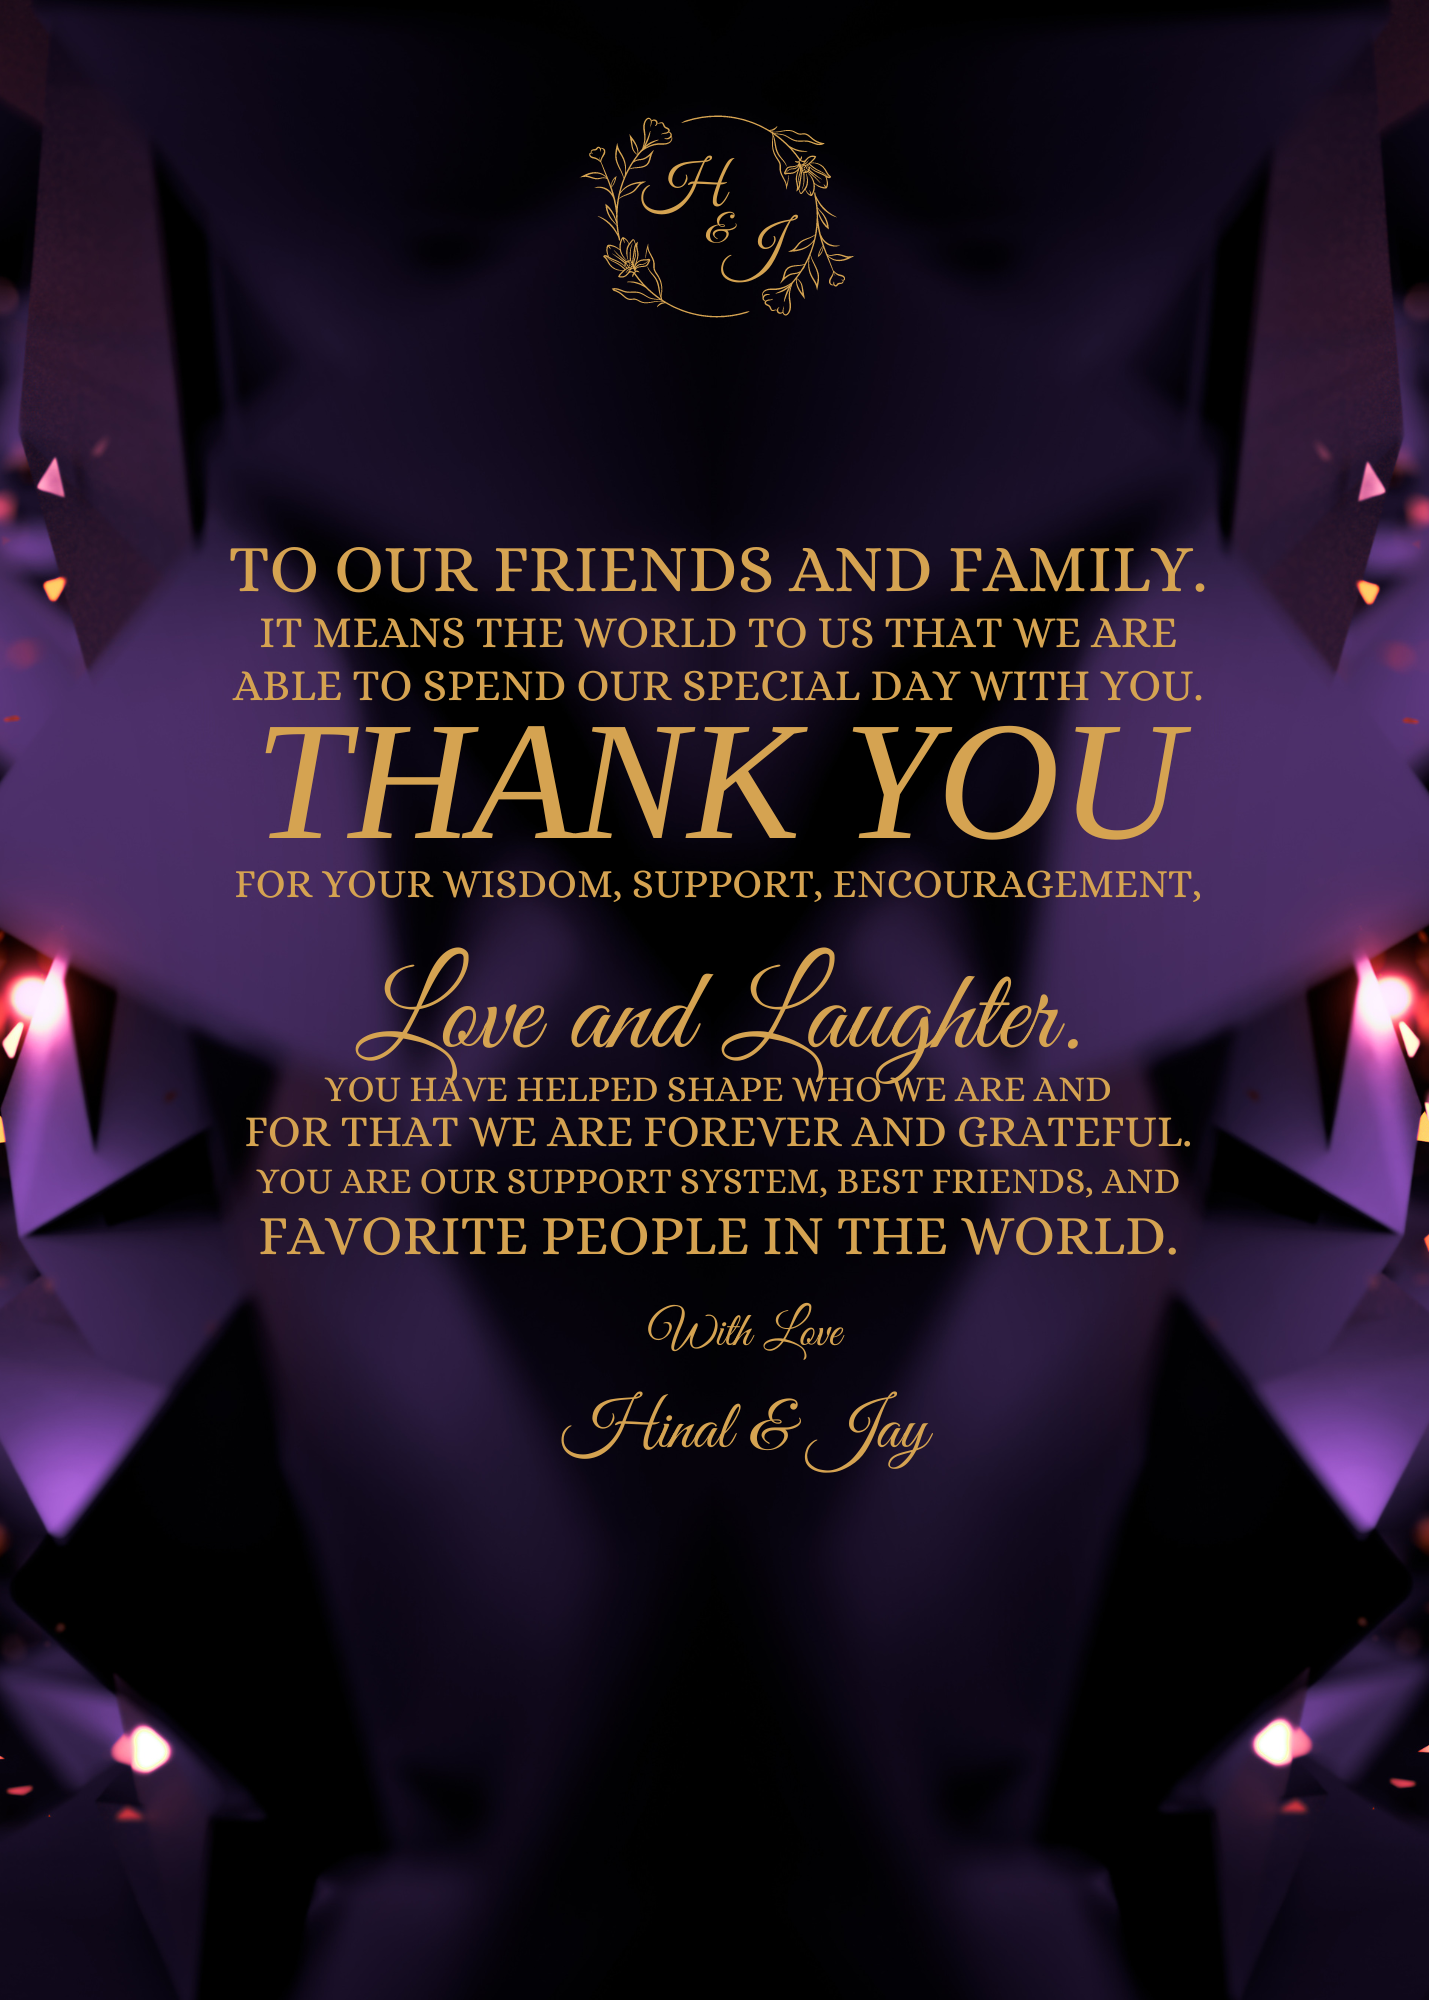 H
&
J
TO OUR FRIENDS AND FAMILY.
IT MEANS THE WORLD TO US THAT WE ARE
ABLE TO SPEND OUR SPECIAL DAY WITH YOU.
THANK YOU
FOR YOUR WISDOM, SUPPORT, ENCOURAGEMENT,
Love and Laughter.
YOU HAVE HELPED SHAPE WHO WE ARE AND
FOR THAT WE ARE FOREVER AND GRATEFUL.
YOU ARE OUR SUPPORT SYSTEM, BEST FRIENDS, AND
FAVORITE PEOPLE IN THE WORLD.
With Love
Hinal & Jay